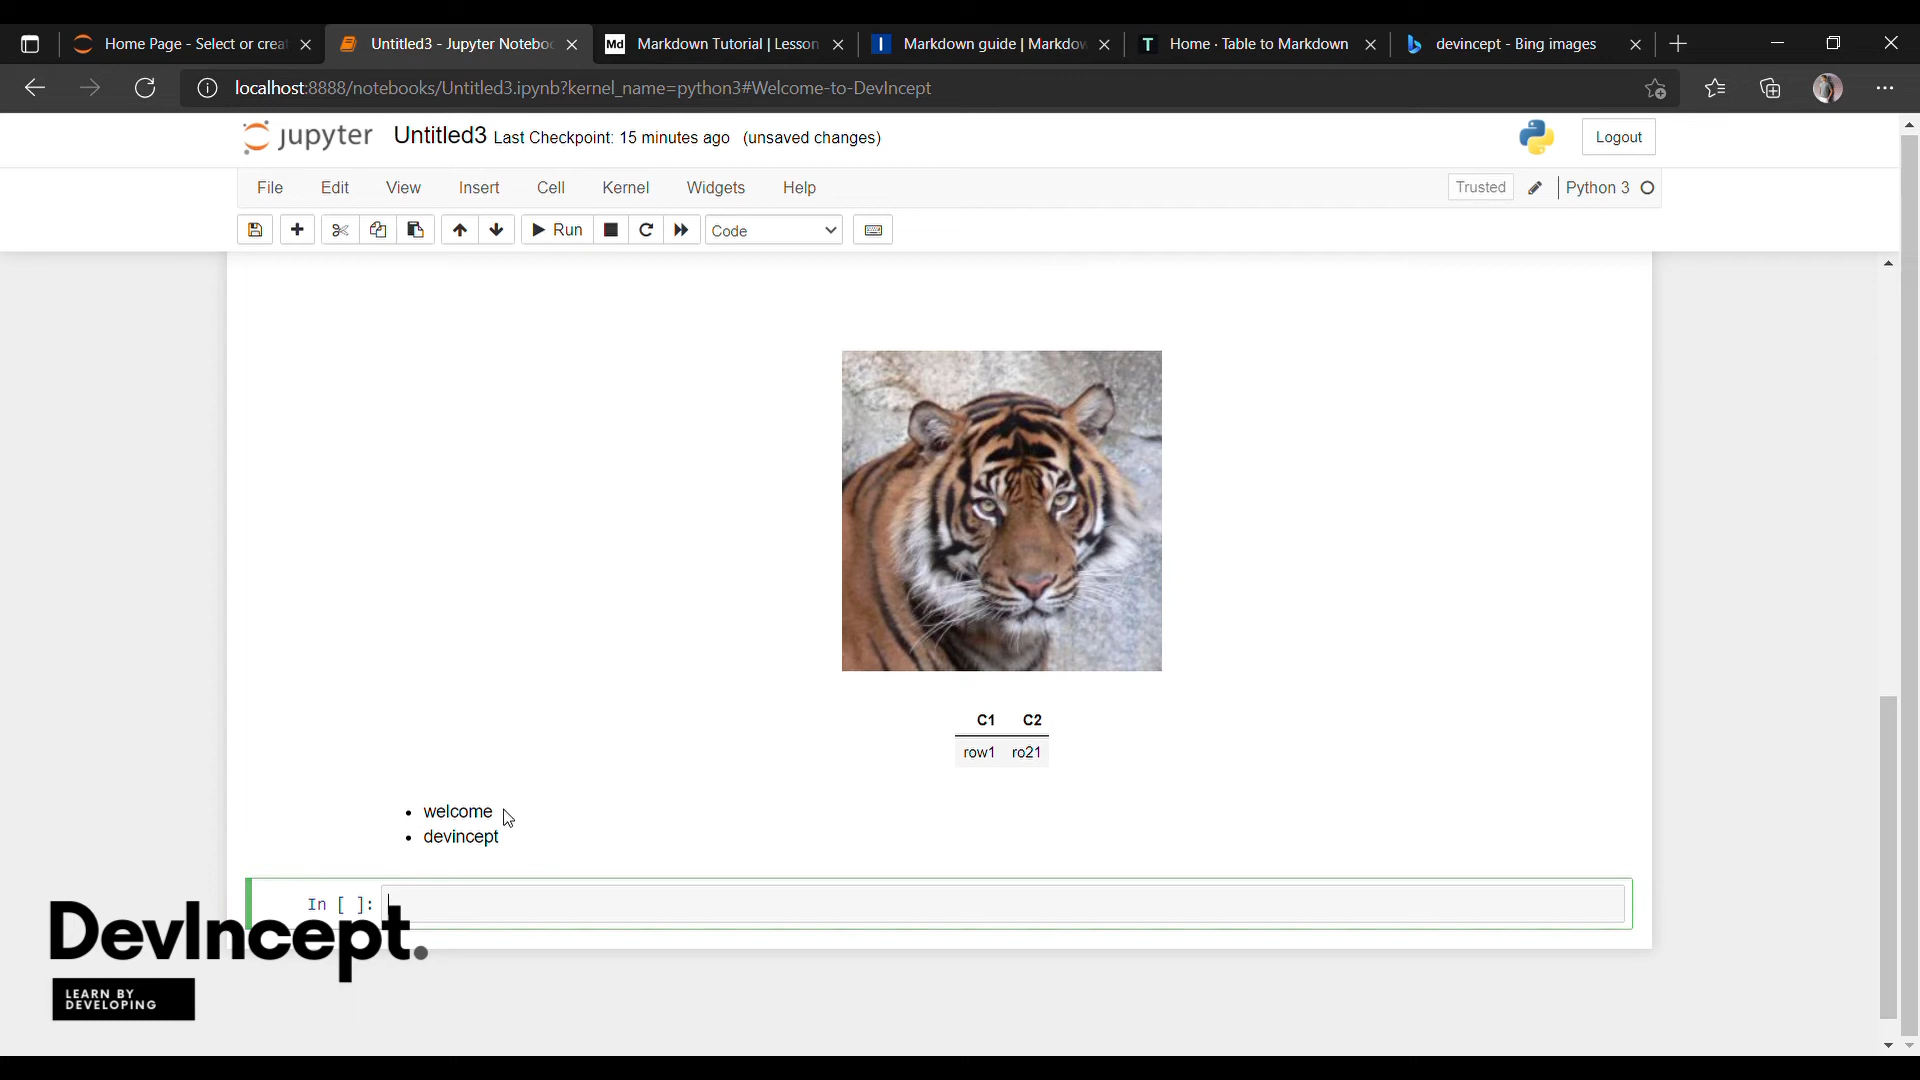 Home Page - Select or crea
Untitled3 - Jupyter Notebo
Md Markdown Tutorial | Lesson
I Markdown guide | Markdow
T Home · Table to Markdown
devincept - Bing images
localhost:8888/notebooks/Untitled3.ipynb?kernel_name=python3#Welcome-to-DevIncept
jupyter Untitled3 Last Checkpoint: 15 minutes ago (unsaved changes)
Logout
File Edit View Insert Cell Kernel Widgets Help
Trusted Python 3
Run Code
C1 C2
row1 ro21
• welcome
• devincept
In [ ]:
DevIncept.
LEARN BY
DEVELOPING